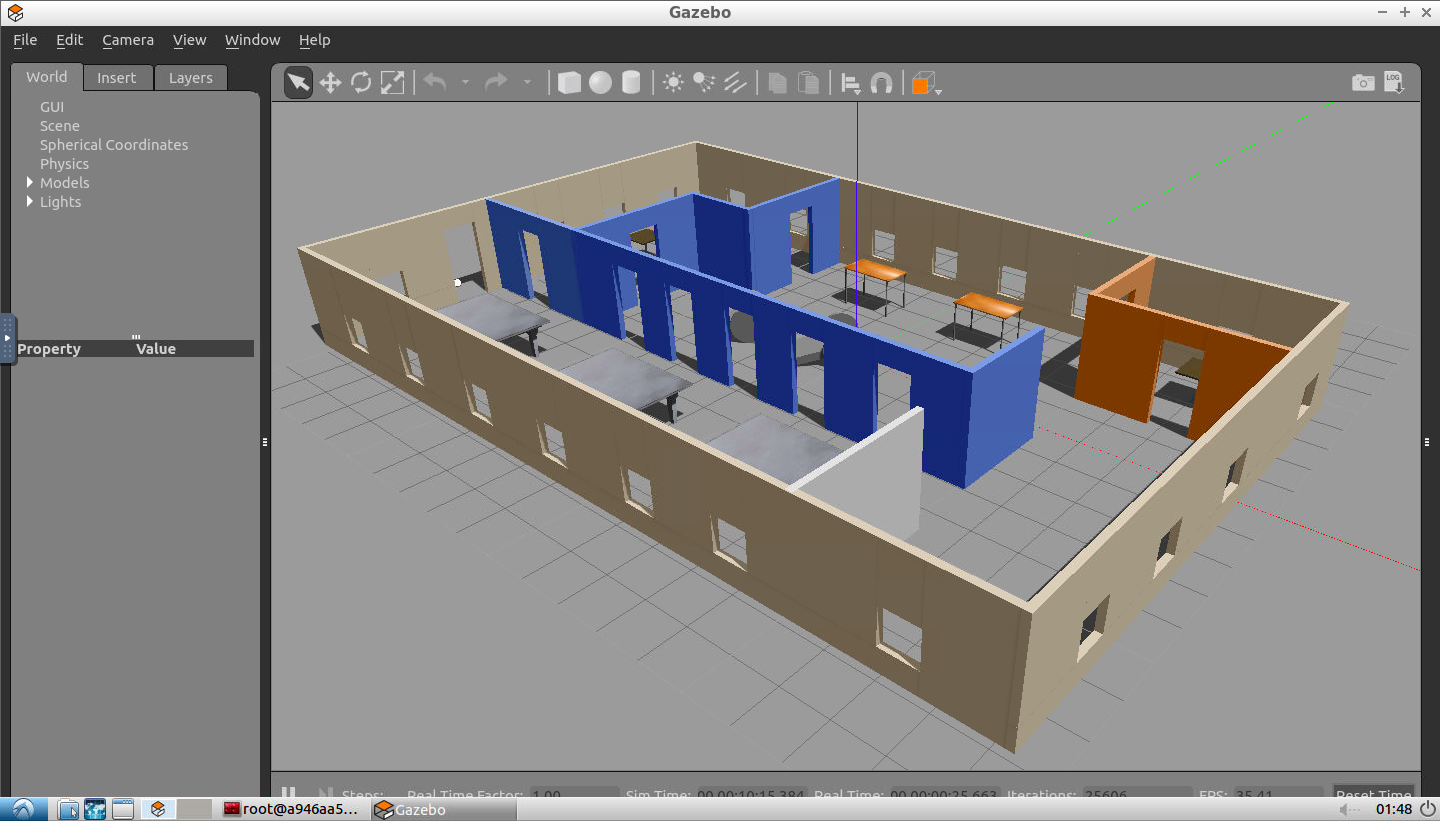 Gazebo
File Edit Camera View Window Help
World Insert Layers
LOG
GUI
Scene
Spherical Coordinates
Physics
Models
Lights
Property Value
Steps: Real Time Factor: 1.00 Sim Time: 00 00:10:15.384 Real Time: 00 00:00:25.663 Iterations: 25606 FPS: 35.41 Reset Time
root@a946aa5... Gazebo 01:48